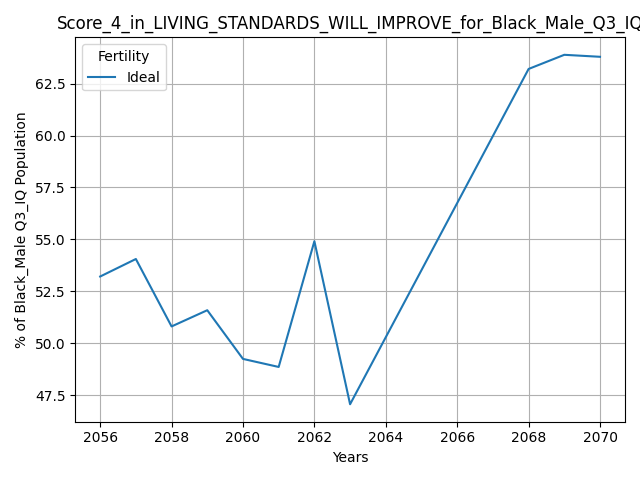 Score_4_in_LIVING_STANDARDS_WILL_IMPROVE_for_Black_Male_Q3_IQ
Fertility
Ideal
62.5
60.0
57.5
55.0
52.5
50.0
47.5
% of Black_Male Q3_IQ Population
2056 2058 2060 2062 2064 2066 2068 2070
Years